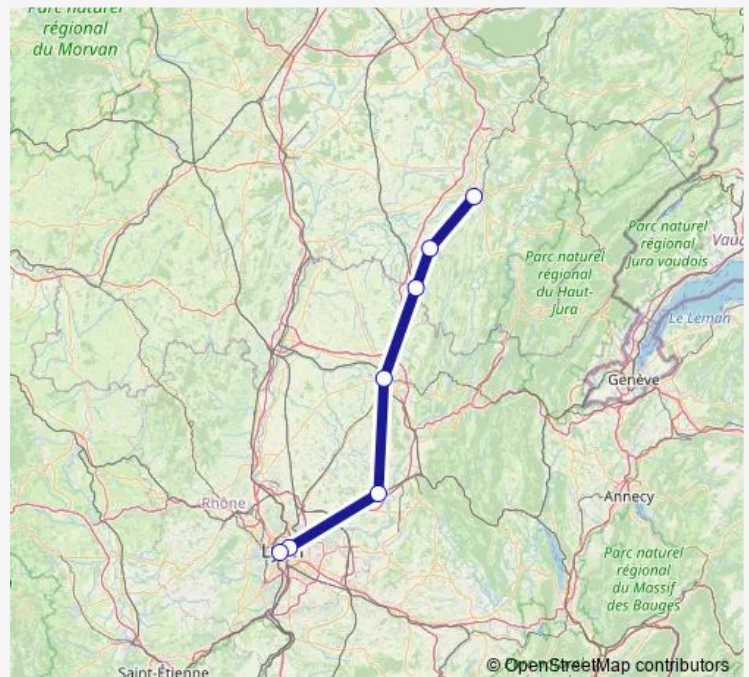 Parc naturel
régional
du Morvan
Parc naturel
régional
Jura vaudois
Parc naturel
régional
du Haut-
Jura
Le Léman
Genève
Rhône
Annecy
Parc naturel
régional
du Massif
des Bauges
Saint-Étienne
© OpenStreetMap contributors